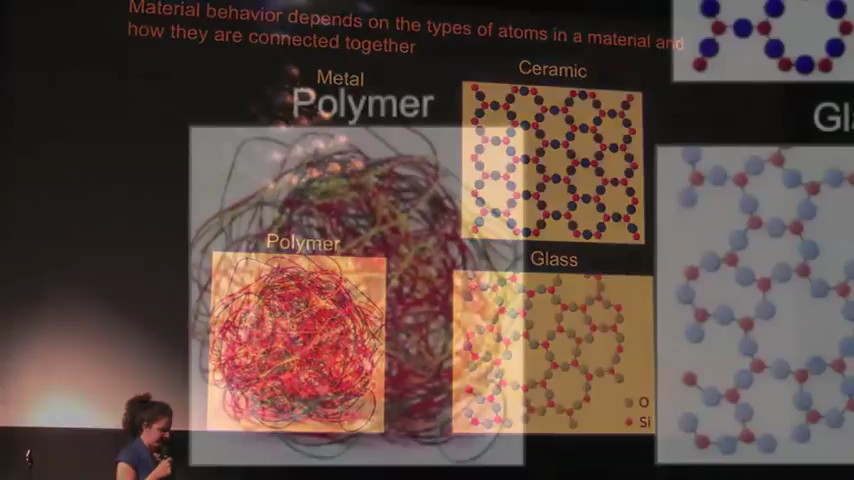 Material behavior depends on the types of atoms in a material and
how they are connected together
Metal
Ceramic
Polymer
Polymer
Glass
O
Si